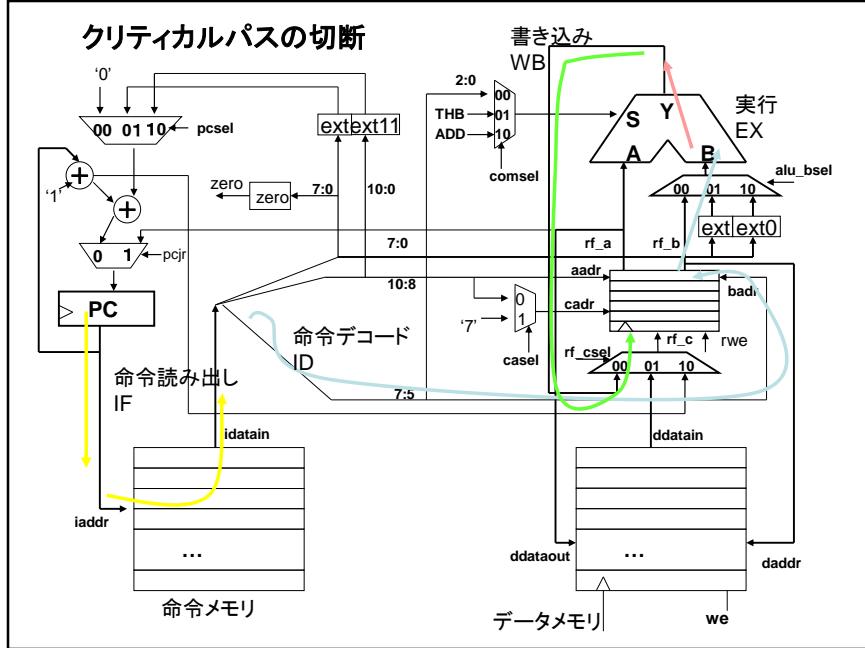 クリティカルパスの切断
書き込み
WB
'0'
2:0
00 01 10
pcsel
ext
ext11
THB
ADD
00
01
10
S
Y
A
B
実行
EX
comsel
alu_bsel
00 01 10
'1'
+
+
zero
zero
7:0
10:0
ext
ext0
0 1
pcjr
7:0
rf_a
rf_b
PC
10:8
aadr
badr
0
1
cadr
'7'
casel
命令デコード
ID
rf_c
rwe
rf_csel
00 01 10
命令読み出し
IF
7:5
idatain
ddatain
iaddr
...
ddataout
...
daddr
命令メモリ
データメモリ
we